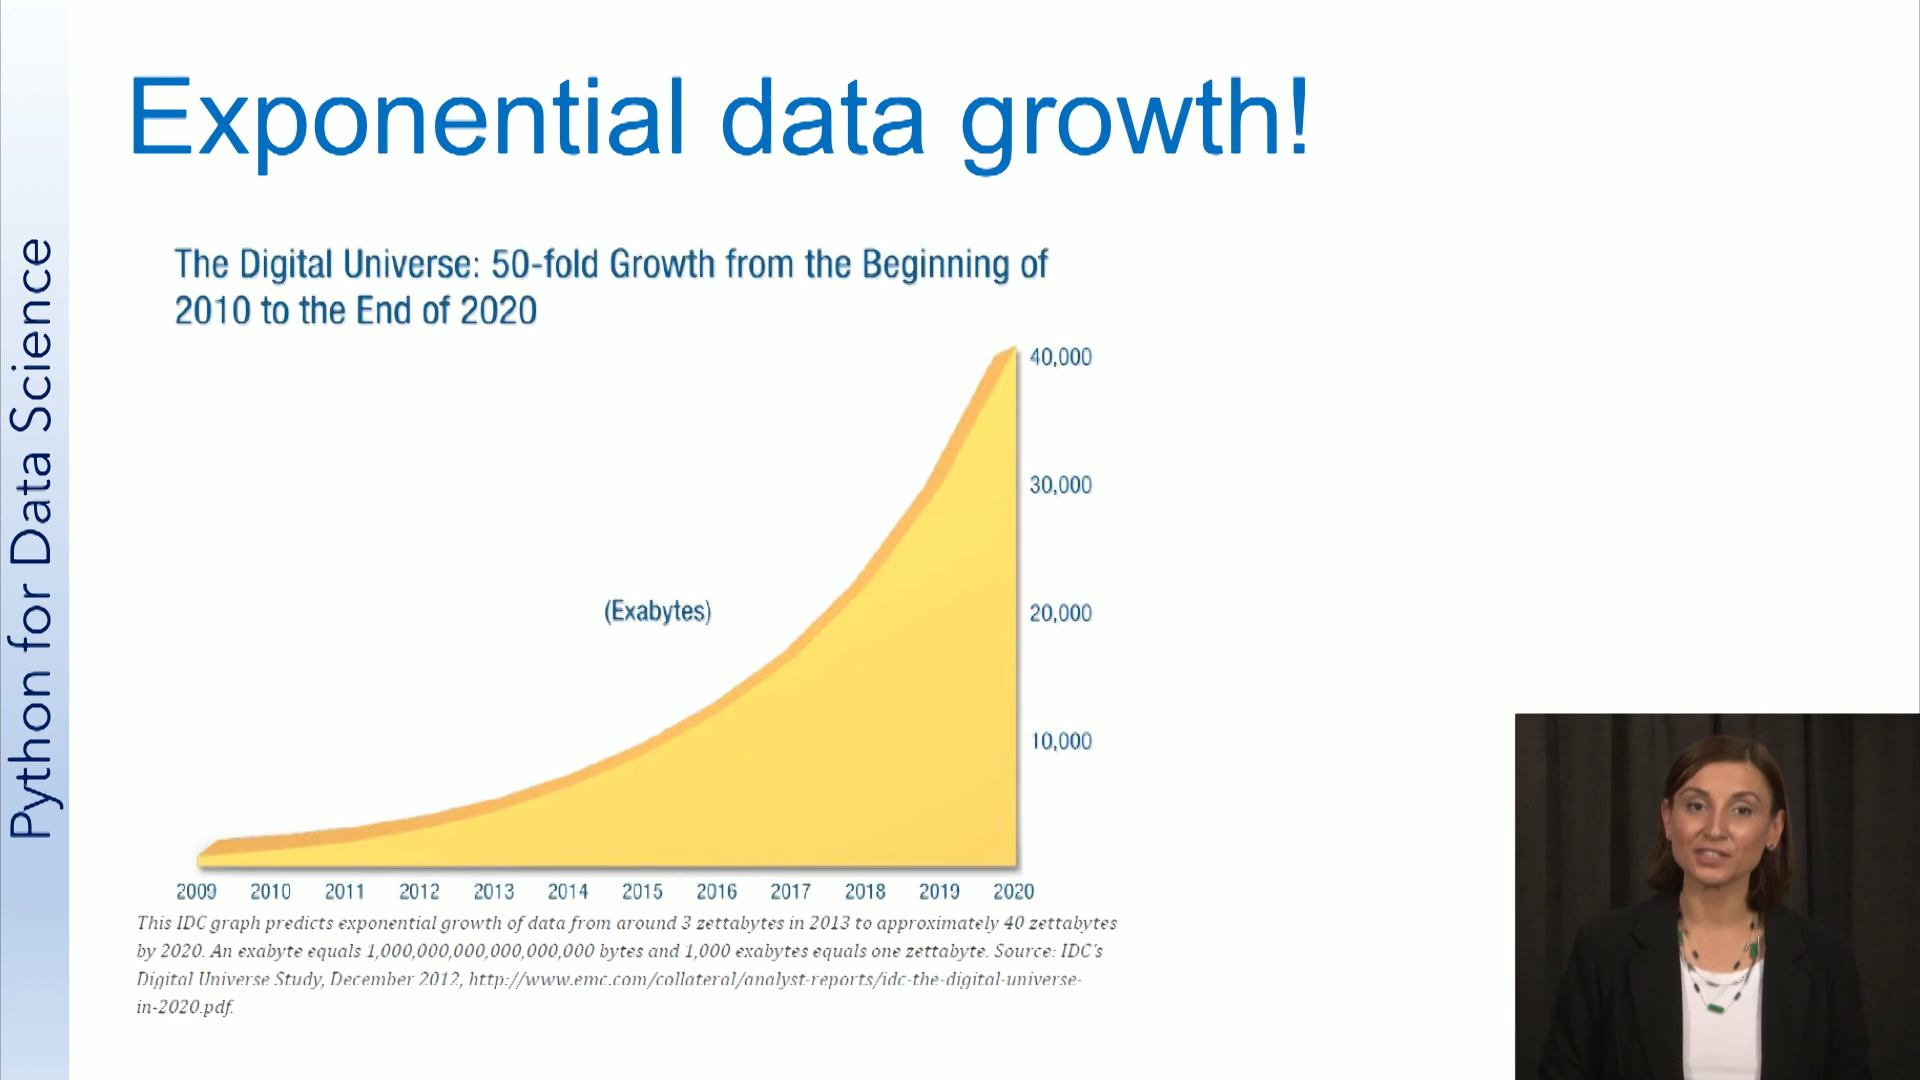 Exponential data growth!
Python for Data Science
The Digital Universe: 50-fold Growth from the Beginning of
2010 to the End of 2020
40,000
30,000
(Exabytes)
20,000
10,000
2009 2010 2011 2012 2013 2014 2015 2016 2017 2018 2019 2020
This IDC graph predicts exponential growth of data from around 3 zettabytes in 2013 to approximately 40 zettabytes
by 2020. An exabyte equals 1,000,000,000,000,000,000 bytes and 1,000 exabytes equals one zettabyte. Source: IDC's
Digital Universe Study, December 2012, http://www.emc.com/collateral/analyst-reports/idc-the-digital-universe-
in-2020.pdf.